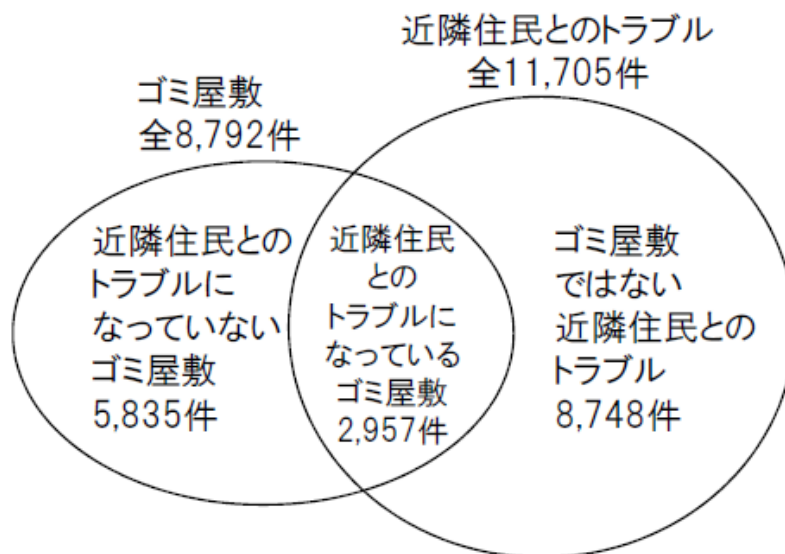 近隣住民とのトラブル
全11,705件
ゴミ屋敷
全8,792件
近隣住民との
トラブルに
なっていない
ゴミ屋敷
5,835件
近隣住民
との
トラブルに
なっている
ゴミ屋敷
2,957件
ゴミ屋敷
ではない
近隣住民との
トラブル
8,748件